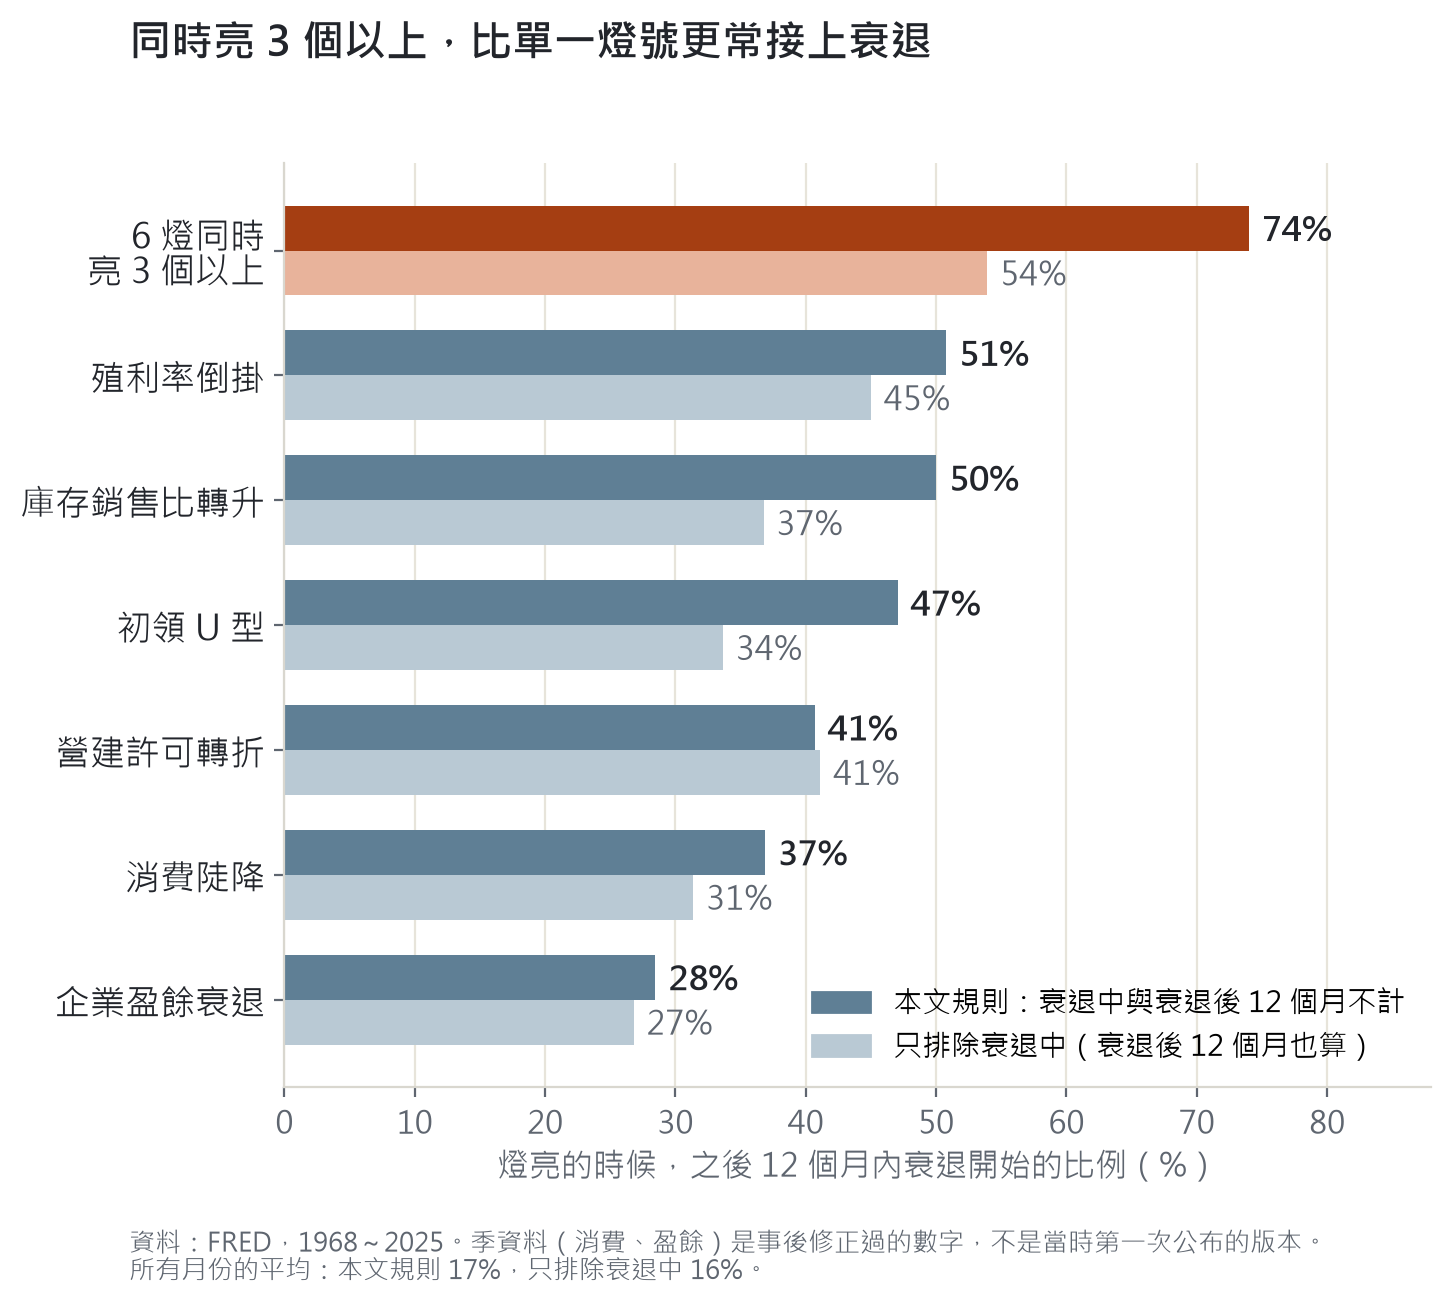 同時亮 3 個以上，比單一燈號更常接上衰退
6 燈同時
亮 3 個以上
74%
54%
殖利率倒掛
51%
45%
庫存銷售比轉升
50%
37%
初領 U 型
47%
34%
營建許可轉折
41%
41%
消費陡降
37%
31%
企業盈餘衰退
28%
27%
本文規則：衰退中與衰退後 12 個月不計
只排除衰退中（衰退後 12 個月也算）
0 10 20 30 40 50 60 70 80
燈亮的時候，之後 12 個月內衰退開始的比例（%）
資料：FRED，1968～2025。季資料（消費、盈餘）是事後修正過的數字，不是當時第一次公布的版本。
所有月份的平均：本文規則 17%，只排除衰退中 16%。